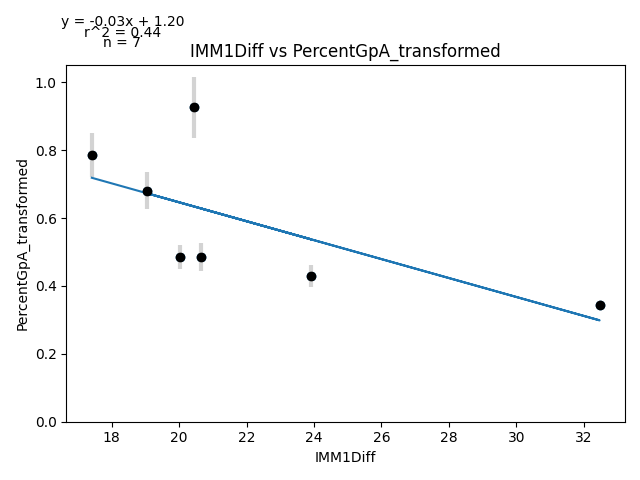 y = -0.03x + 1.20
r^2 = 0.44
n = 7
IMM1Diff vs PercentGpA_transformed
1.0
0.8
0.6
0.4
0.2
0.0
PercentGpA_transformed
18 20 22 24 26 28 30 32
IMM1Diff